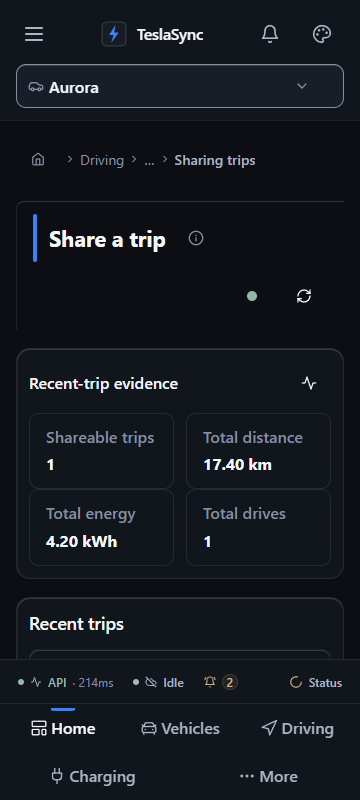 TeslaSync
Aurora
Driving ... Sharing trips
Share a trip
Recent-trip evidence
Shareable trips
1
Total distance
17.40 km
Total energy
4.20 kWh
Total drives
1
Recent trips
API · 214ms Idle 2 Status
Home Vehicles Driving
Charging More